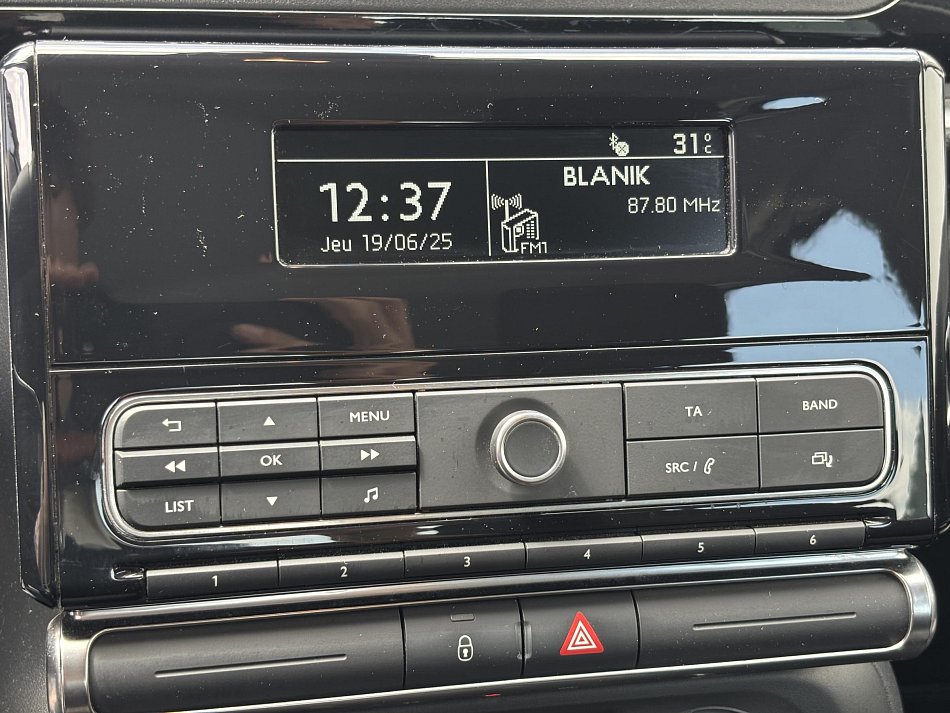 31°C
12:37
Jeu 19/06/25
BLANIK
87.80 MHz
FM1
MENU
TA
BAND
OK
SRC /
LIST
1 2 3 4 5 6